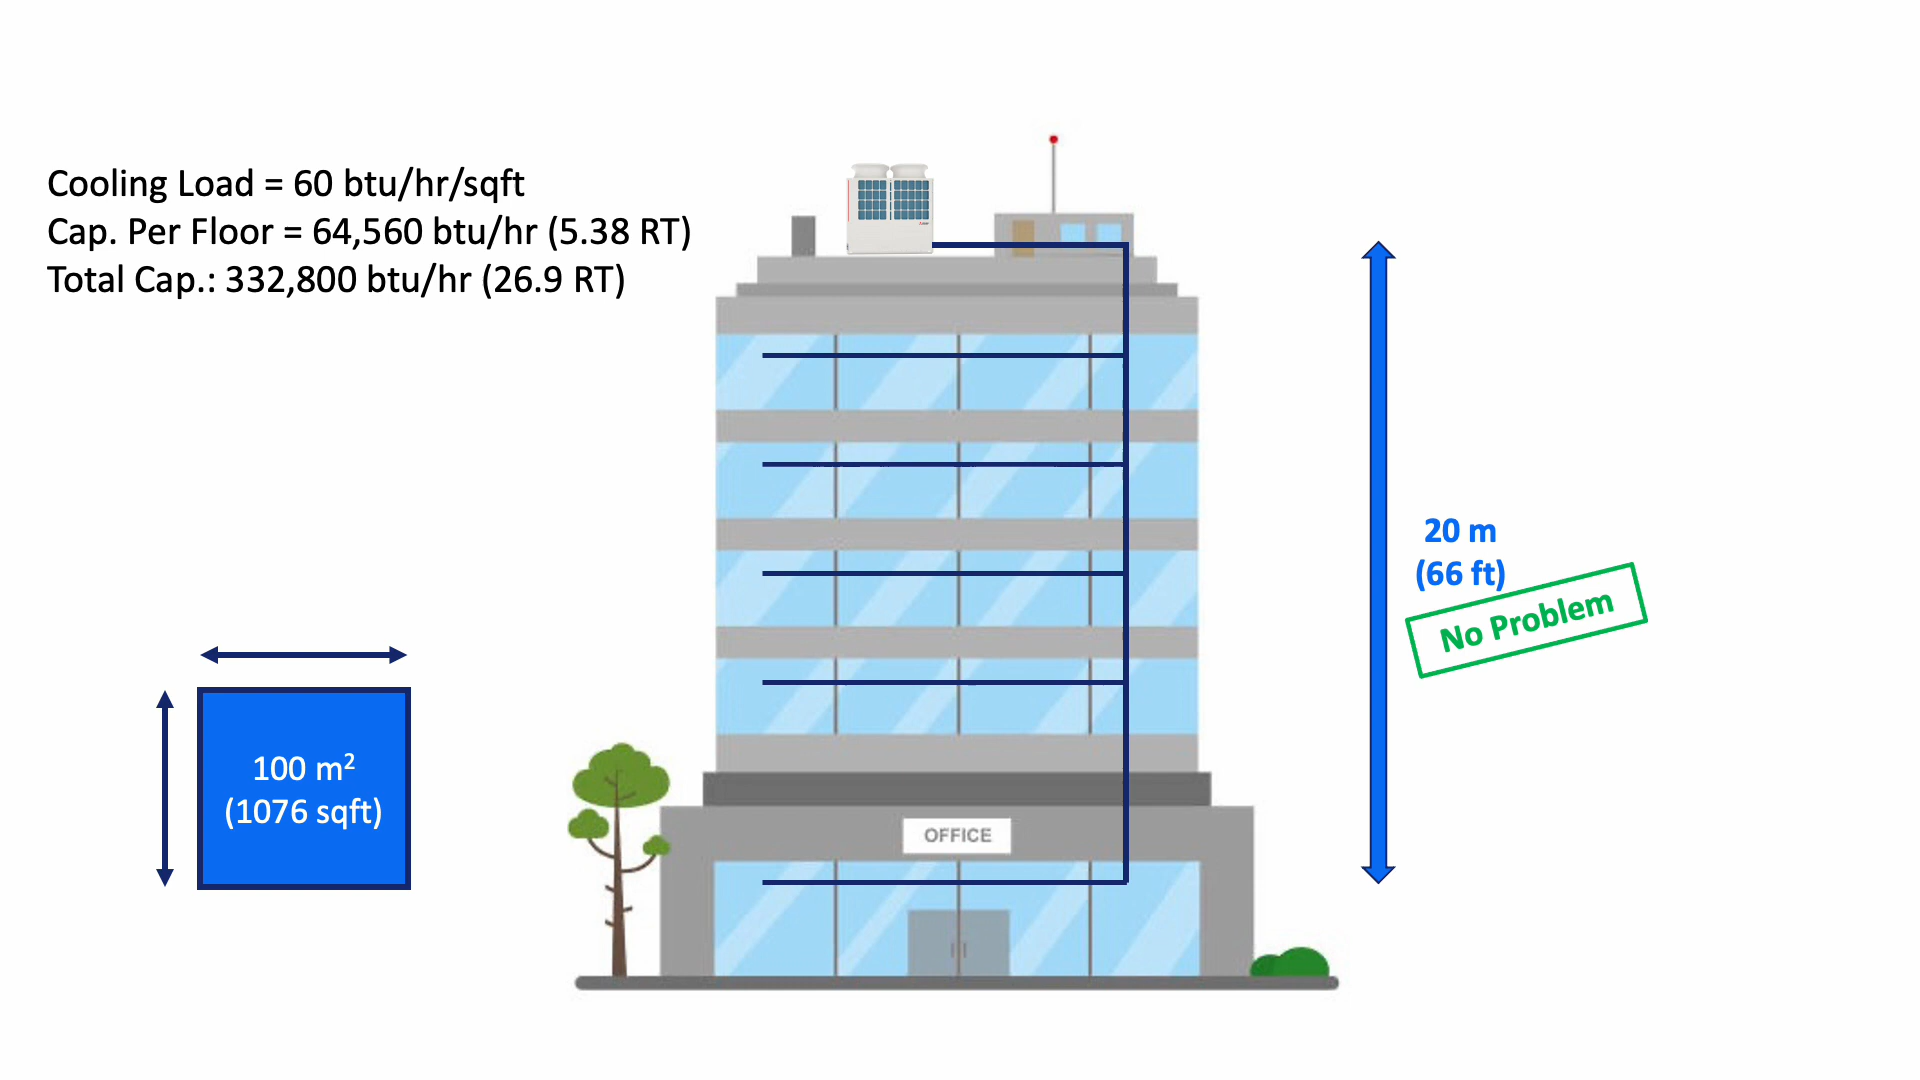 Cooling Load = 60 btu/hr/sqft
Cap. Per Floor = 64,560 btu/hr (5.38 RT)
Total Cap.: 332,800 btu/hr (26.9 RT)
20 m
(66 ft)
No Problem
100 m²
(1076 sqft)
OFFICE